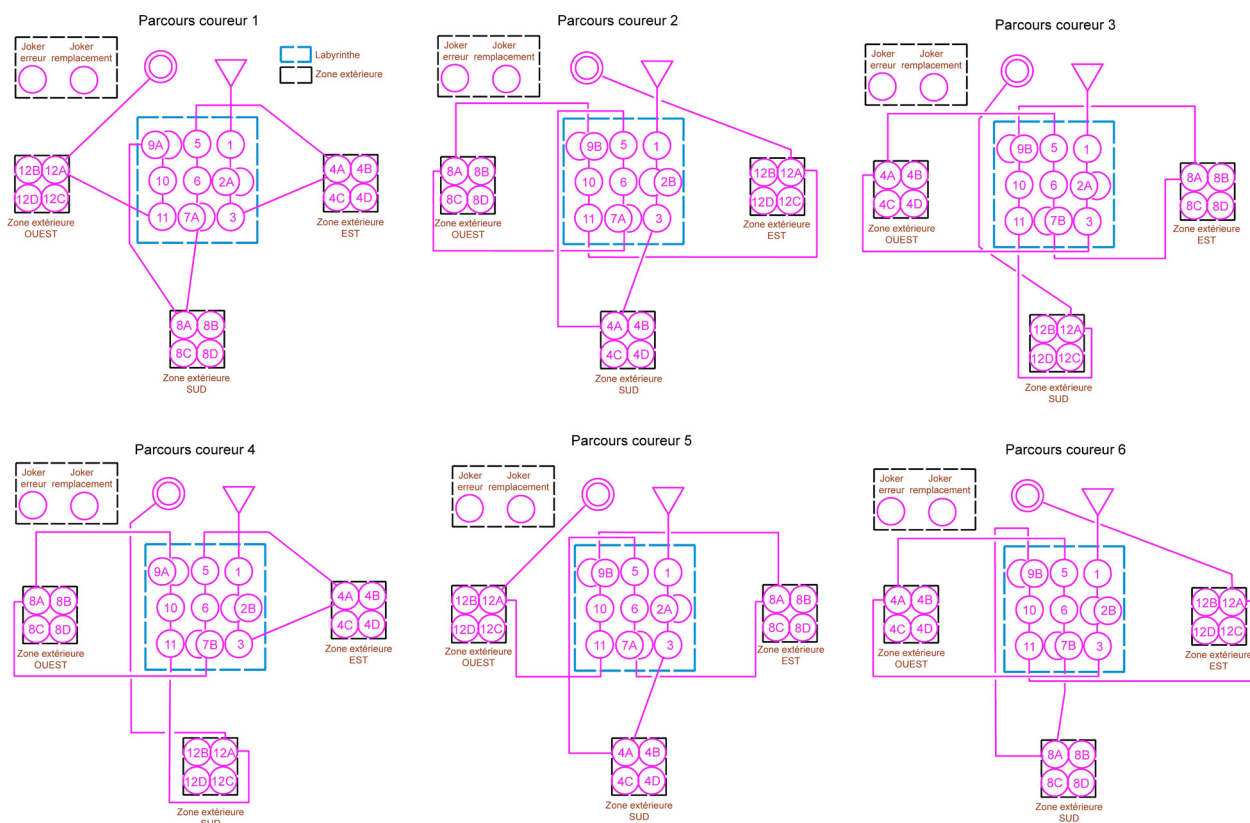 Parcours coureur 1
Joker erreur
Joker remplacement
Labyrinthe
Zone extérieure
9A 5 1
12B 12A
10 6 2A
4A 4B
12D 12C
11 7A 3
4C 4D
Zone extérieure
OUEST
Zone extérieure
EST
8A 8B
8C 8D
Zone extérieure
SUD
Parcours coureur 2
Joker erreur
Joker remplacement
9B 5 1
8A 8B
10 6 2B
12B 12A
8C 8D
11 7A 3
12D 12C
Zone extérieure
OUEST
Zone extérieure
EST
4A 4B
4C 4D
Zone extérieure
SUD
Parcours coureur 3
Joker erreur
Joker remplacement
9B 5 1
4A 4B
10 6 2A
8A 8B
4C 4D
11 7B 3
8C 8D
Zone extérieure
OUEST
Zone extérieure
EST
12B 12A
12D 12C
Zone extérieure
SUD
Parcours coureur 4
Joker erreur
Joker remplacement
9A 5 1
8A 8B
10 6 2B
4A 4B
8C 8D
11 7B 3
4C 4D
Zone extérieure
OUEST
Zone extérieure
EST
12B 12A
12D 12C
Zone extérieure
SUD
Parcours coureur 5
Joker erreur
Joker remplacement
9B 5 1
12B 12A
10 6 2A
8A 8B
12D 12C
11 7A 3
8C 8D
Zone extérieure
OUEST
Zone extérieure
EST
4A 4B
4C 4D
Zone extérieure
SUD
Parcours coureur 6
Joker erreur
Joker remplacement
9B 5 1
4A 4B
10 6 2B
12B 12A
4C 4D
11 7B 3
12D 12C
Zone extérieure
OUEST
Zone extérieure
EST
8A 8B
8C 8D
Zone extérieure
SUD